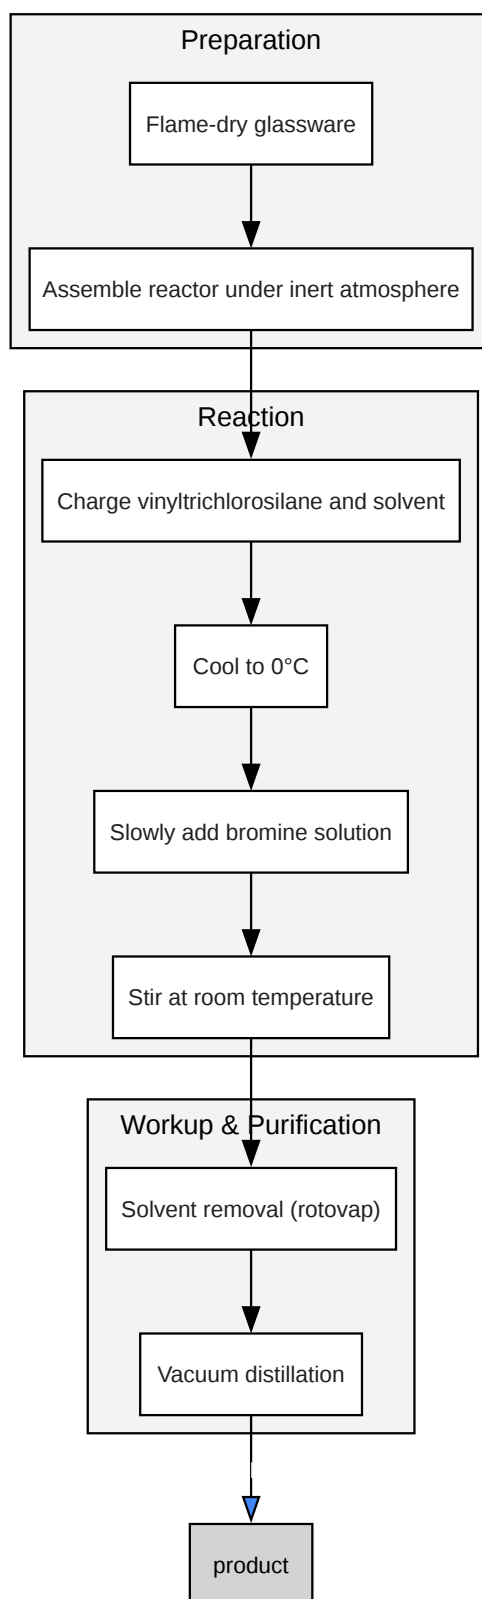 Preparation
Flame-dry glassware
Assemble reactor under inert atmosphere
Reaction
Charge vinyltrichlorosilane and solvent
Cool to 0°C
Slowly add bromine solution
Stir at room temperature
Workup & Purification
Solvent removal (rotovap)
Vacuum distillation
product